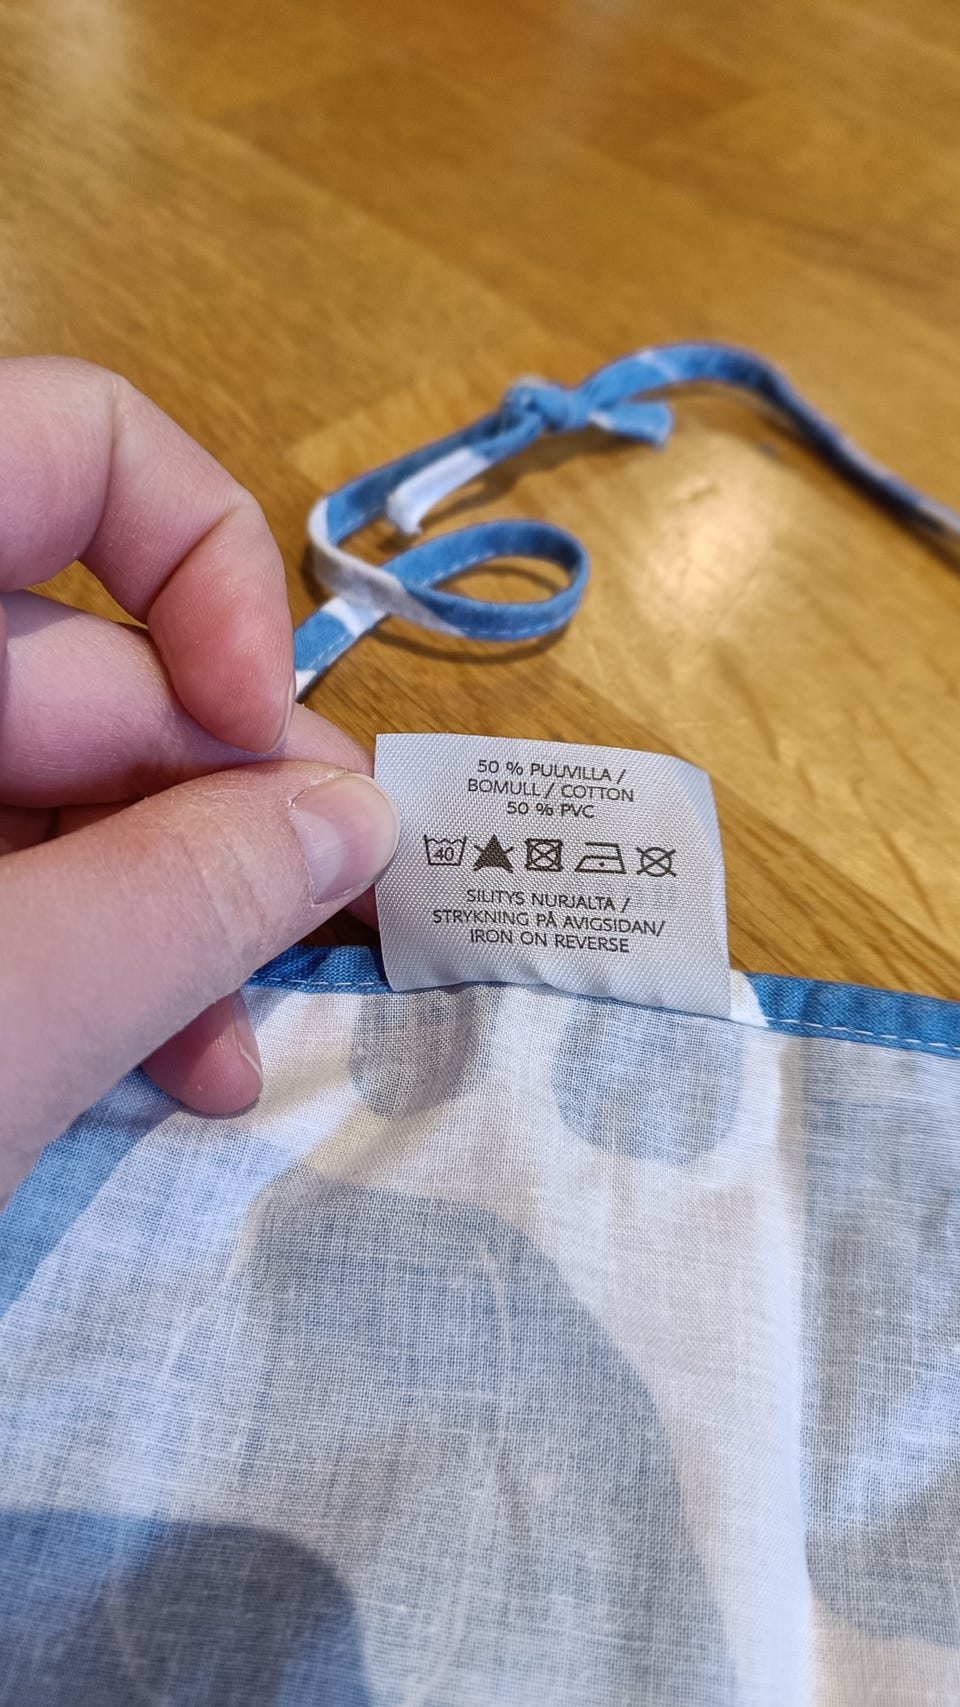 50 % PUUVILLA /
BOMULL / COTTON
50 % PVC
40
SILITYS NURJALTA /
STRYKNING PÅ AVIGSIDAN/
IRON ON REVERSE